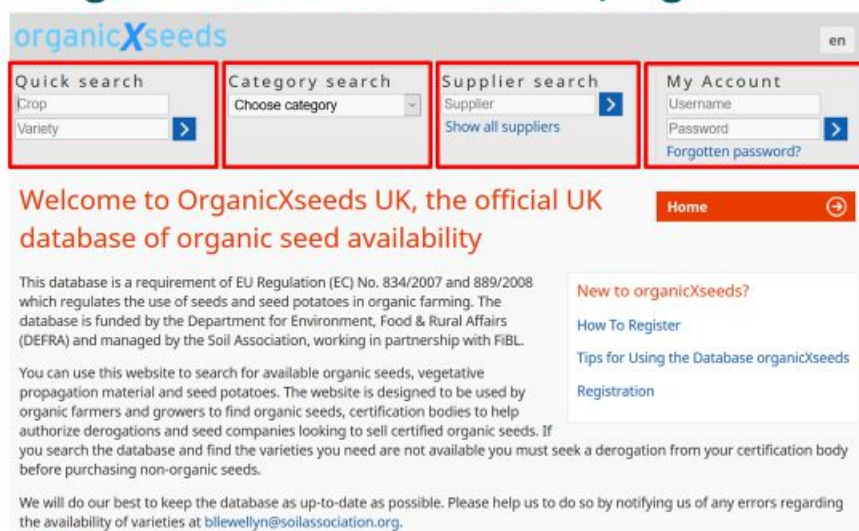 organicXseeds
en
Quick search
Crop
Variety
Category search
Choose category
Supplier search
Supplier
Show all suppliers
My Account
Username
Password
Forgotten password?
Welcome to OrganicXseeds UK, the official UK
database of organic seed availability
Home
This database is a requirement of EU Regulation (EC) No. 834/2007 and 889/2008
which regulates the use of seeds and seed potatoes in organic farming. The
database is funded by the Department for Environment, Food & Rural Affairs
(DEFRA) and managed by the Soil Association, working in partnership with FiBL.
You can use this website to search for available organic seeds, vegetative
propagation material and seed potatoes. The website is designed to be used by
organic farmers and growers to find organic seeds, certification bodies to help
authorize derogations and seed companies looking to sell certified organic seeds. If
you search the database and find the varieties you need are not available you must seek a derogation from your certification body
before purchasing non-organic seeds.
We will do our best to keep the database as up-to-date as possible. Please help us to do so by notifying us of any errors regarding
the availability of varieties at bllewellyn@soilassociation.org.
New to organicXseeds?
How To Register
Tips for Using the Database organicXseeds
Registration